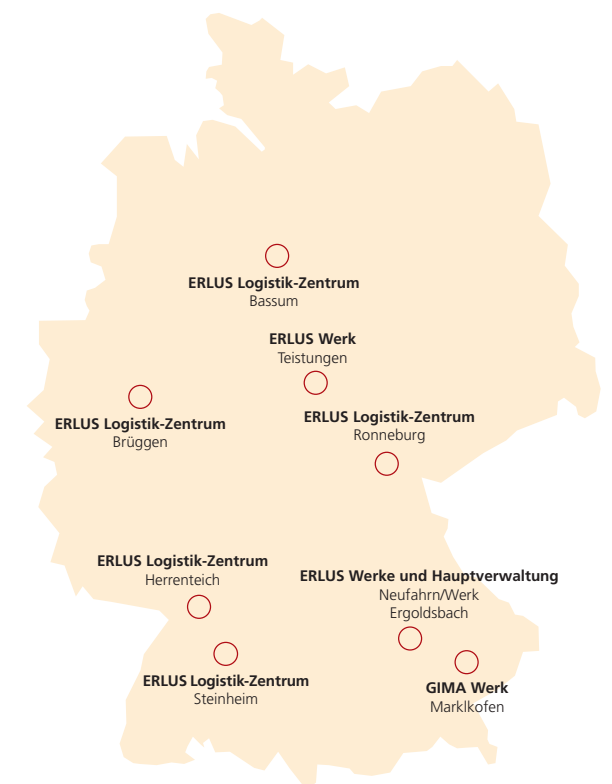 ERLUS Logistik-Zentrum
Bassum
ERLUS Werk
Teistungen
ERLUS Logistik-Zentrum
Ronneburg
ERLUS Logistik-Zentrum
Brüggen
ERLUS Logistik-Zentrum
Herrenteich
ERLUS Werke und Hauptverwaltung
Neufahrn/Werk
Ergoldsbach
ERLUS Logistik-Zentrum
Steinheim
GIMA Werk
Marklkofen